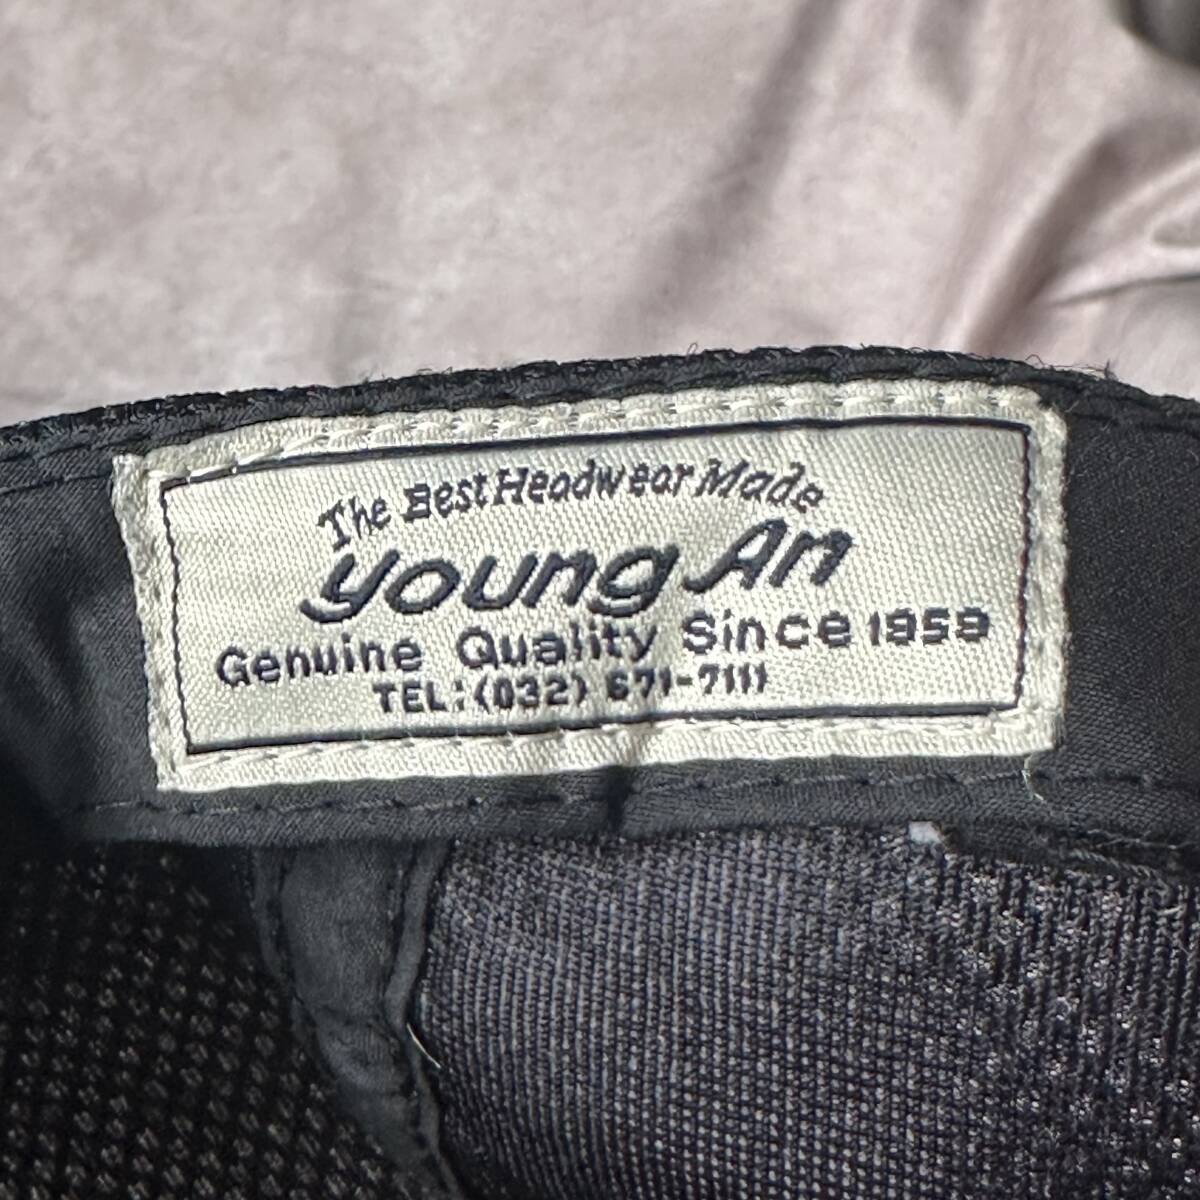 The Best Headwear Made
Young An
Genuine Quality Since 1959
TEL:(032) 671-7111